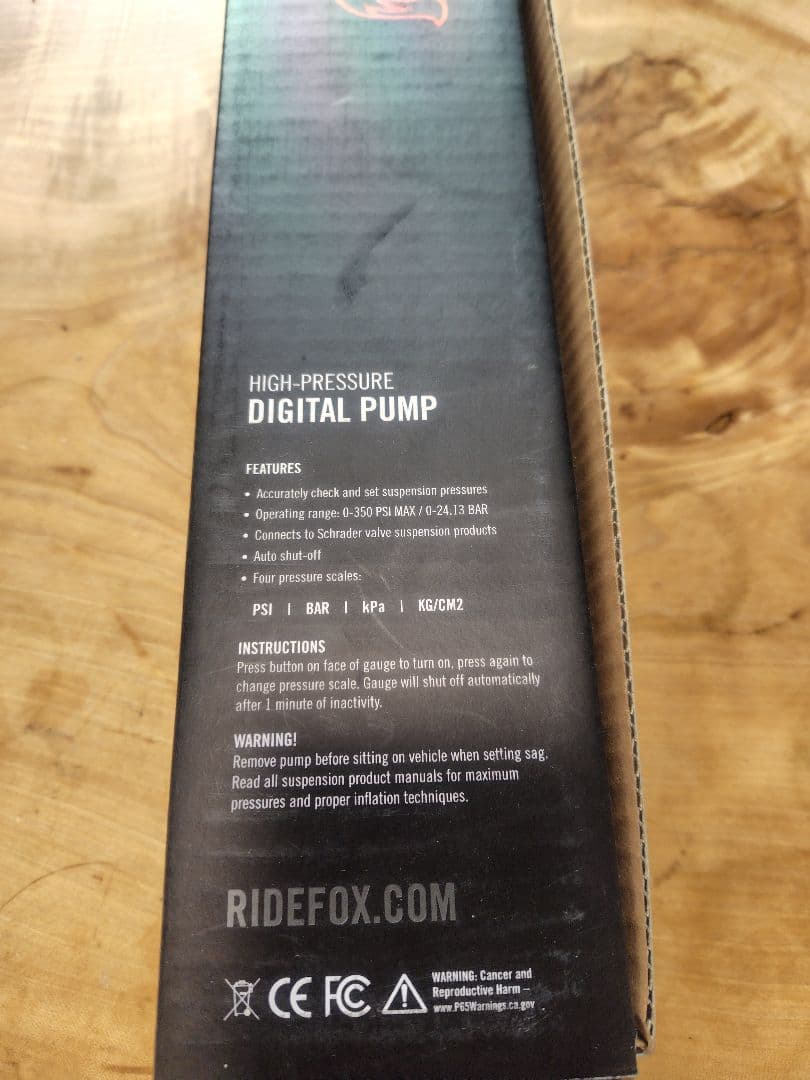 HIGH-PRESSURE
DIGITAL PUMP
FEATURES
• Accurately check and set suspension pressures
• Operating range: 0-350 PSI MAX / 0-24.13 BAR
• Connects to Schrader valve suspension products
• Auto shut-off
• Four pressure scales:
PSI | BAR | kPa | KG/CM2
INSTRUCTIONS
Press button on face of gauge to turn on, press again to
change pressure scale. Gauge will shut off automatically
after 1 minute of inactivity.
WARNING!
Remove pump before sitting on vehicle when setting sag.
Read all suspension product manuals for maximum
pressures and proper inflation techniques.
RIDEFOX.COM
CE FC
WARNING: Cancer and
Reproductive Harm –
www.P65Warnings.ca.gov